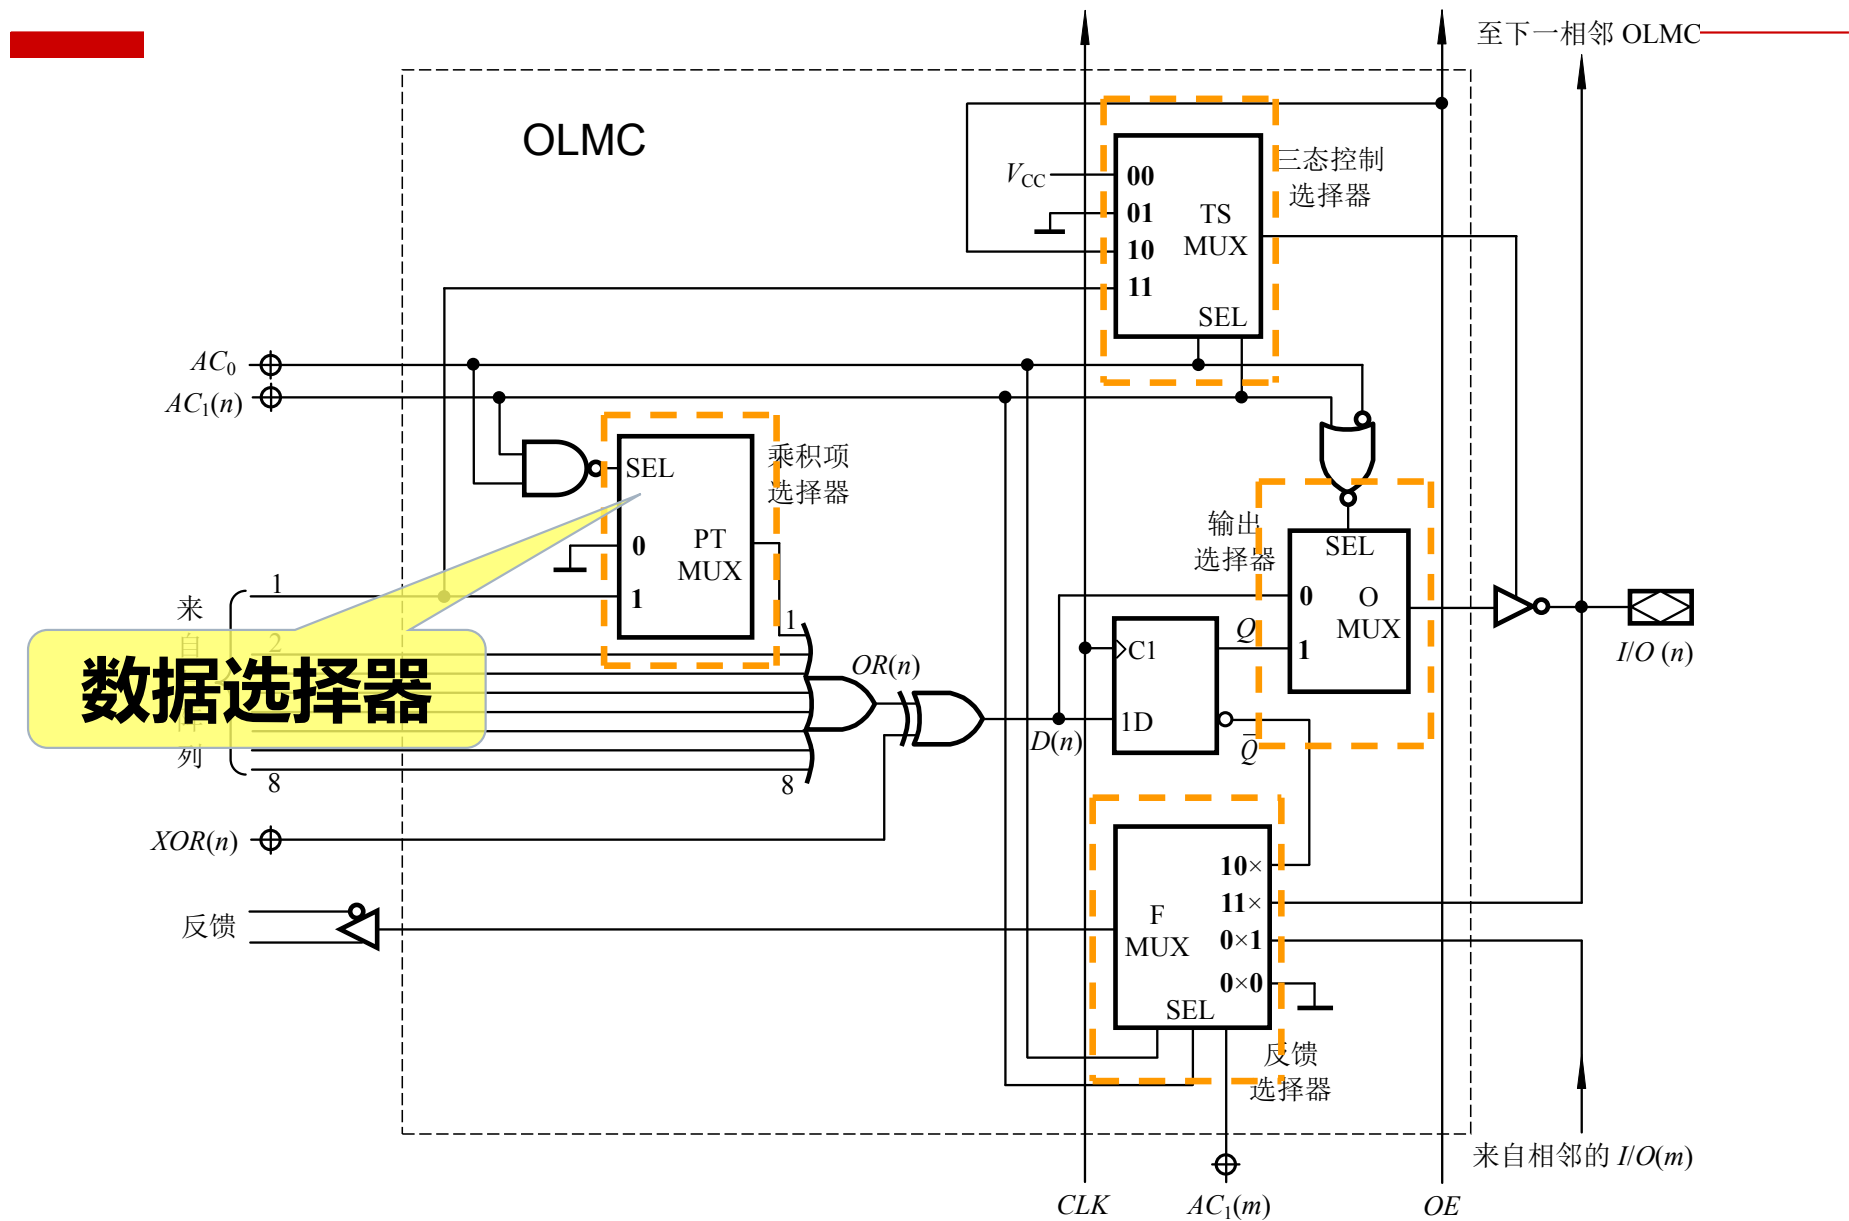 至下一相邻 OLMC
OLMC
三态控制
选择器
VCC
00
01
10
11
TS
MUX
SEL
AC0
AC1(n)
乘积项
选择器
SEL
PT
MUX
0
1
输出
选择器
SEL
O
MUX
0
1
来
自
列
1
2
8
数据选择器
1
8
OR(n)
D(n)
C1
1D
Q
Q̅
I/O (n)
XOR(n)
反馈
F
MUX
10×
11×
0×1
0×0
SEL
反馈
选择器
来自相邻的 I/O(m)
CLK
AC1(m)
OE